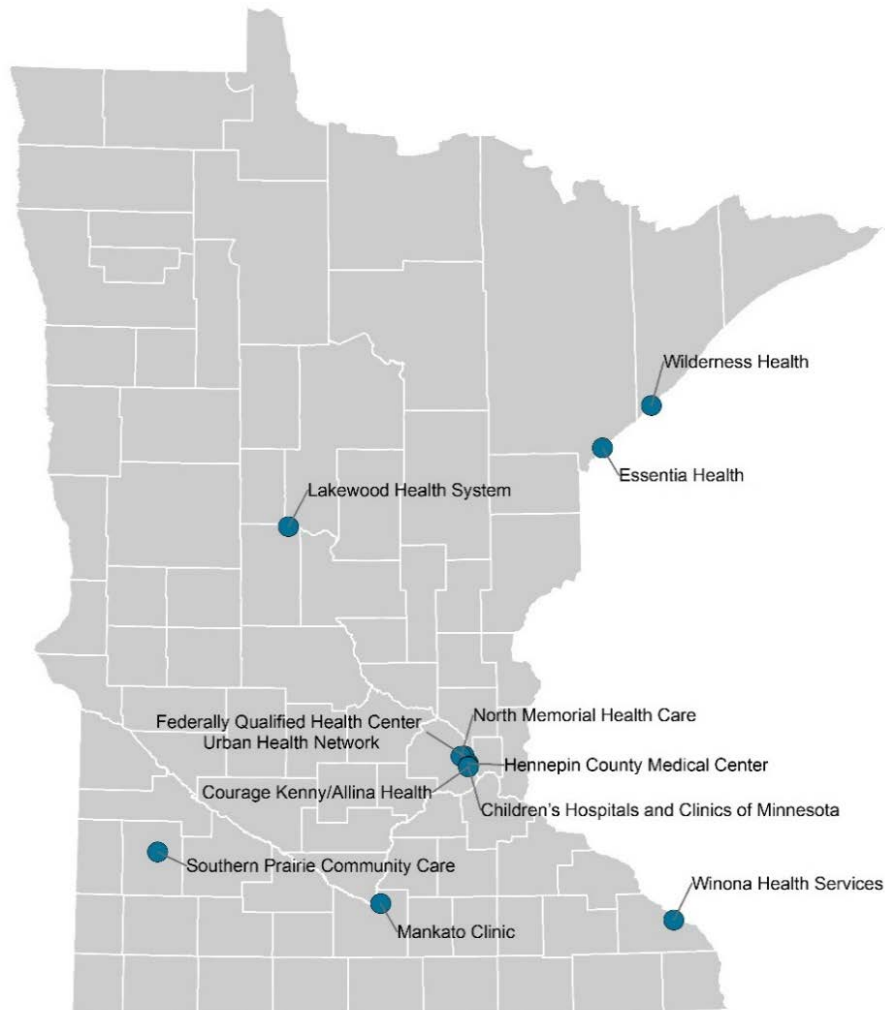 Wilderness Health
Essentia Health
Lakewood Health System
North Memorial Health Care
Federally Qualified Health Center
Urban Health Network
Hennepin County Medical Center
Courage Kenny/Allina Health
Children's Hospitals and Clinics of Minnesota
Southern Prairie Community Care
Winona Health Services
Mankato Clinic